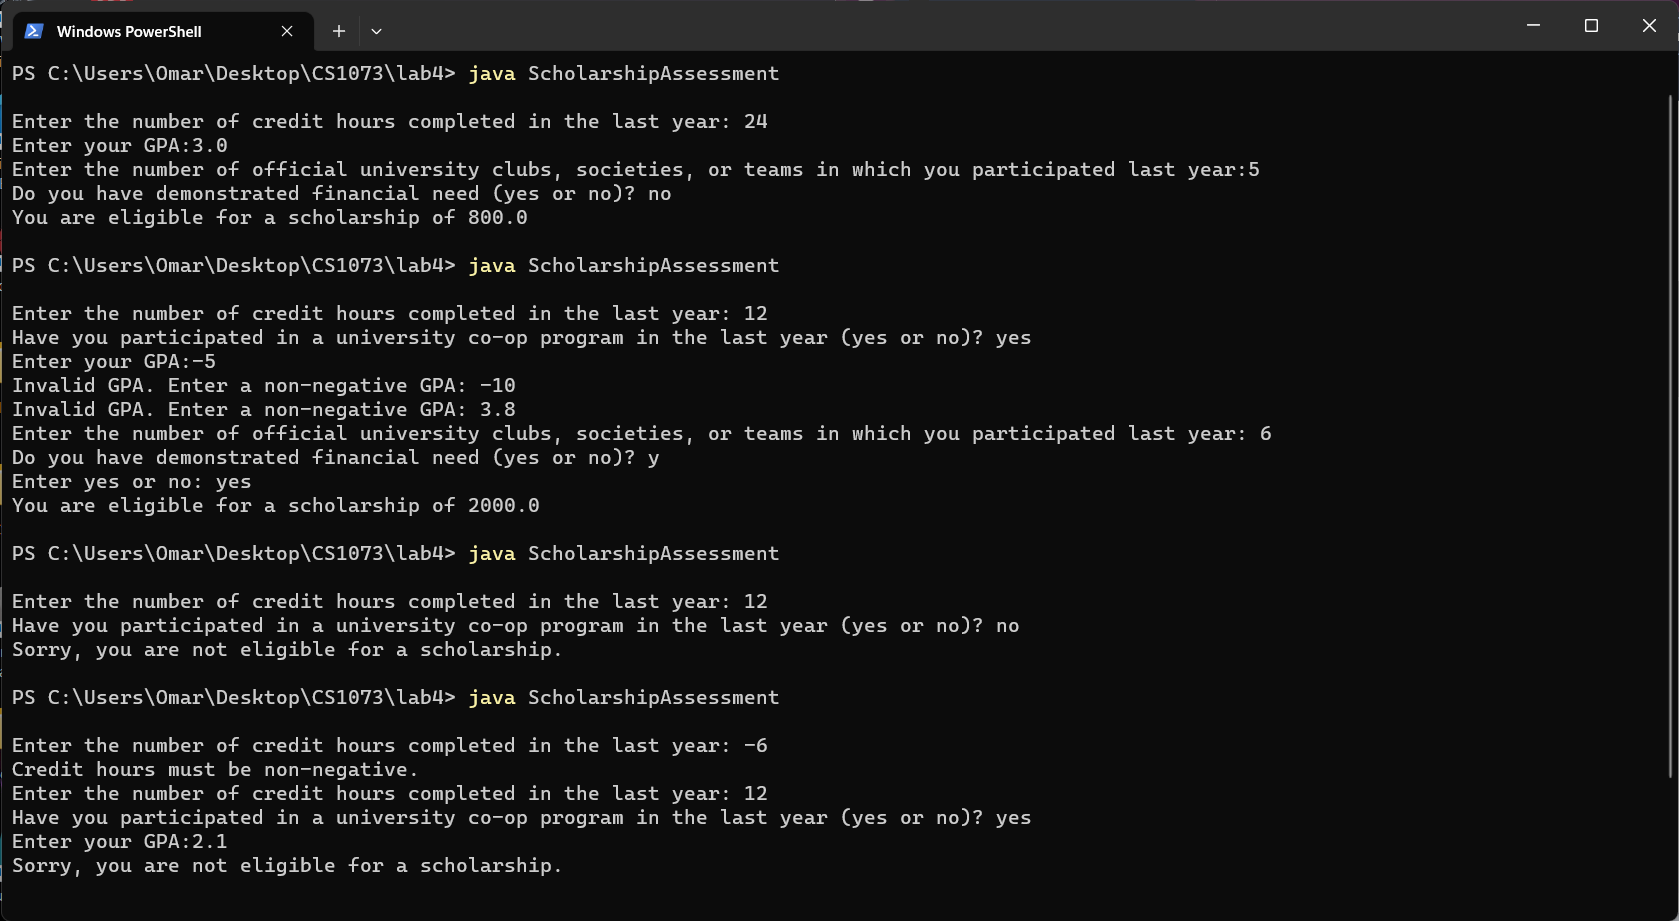 Windows PowerShell
PS C:\Users\Omar\Desktop\CS1073\lab4> java ScholarshipAssessment
Enter the number of credit hours completed in the last year: 24
Enter your GPA:3.0
Enter the number of official university clubs, societies, or teams in which you participated last year:5
Do you have demonstrated financial need (yes or no)? no
You are eligible for a scholarship of 800.0
PS C:\Users\Omar\Desktop\CS1073\lab4> java ScholarshipAssessment
Enter the number of credit hours completed in the last year: 12
Have you participated in a university co-op program in the last year (yes or no)? yes
Enter your GPA:-5
Invalid GPA. Enter a non-negative GPA: -10
Invalid GPA. Enter a non-negative GPA: 3.8
Enter the number of official university clubs, societies, or teams in which you participated last year: 6
Do you have demonstrated financial need (yes or no)? y
Enter yes or no: yes
You are eligible for a scholarship of 2000.0
PS C:\Users\Omar\Desktop\CS1073\lab4> java ScholarshipAssessment
Enter the number of credit hours completed in the last year: 12
Have you participated in a university co-op program in the last year (yes or no)? no
Sorry, you are not eligible for a scholarship.
PS C:\Users\Omar\Desktop\CS1073\lab4> java ScholarshipAssessment
Enter the number of credit hours completed in the last year: -6
Credit hours must be non-negative.
Enter the number of credit hours completed in the last year: 12
Have you participated in a university co-op program in the last year (yes or no)? yes
Enter your GPA:2.1
Sorry, you are not eligible for a scholarship.